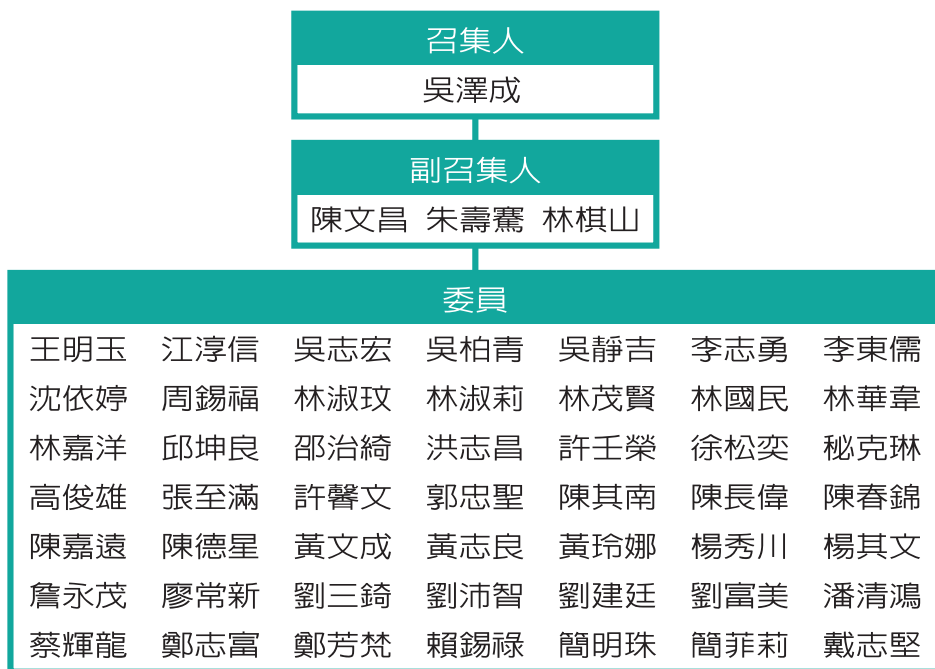 召集人
吳澤成
副召集人
陳文昌 朱壽騫 林棋山
委員
王明玉 江淳信 吳志宏 吳柏青 吳靜吉 李志勇 李東儒
沈依婷 周錫福 林淑玟 林淑莉 林茂賢 林國民 林華韋
林嘉洋 邱坤良 邵治綺 洪志昌 許壬榮 徐松奕 秘克琳
高俊雄 張至滿 許馨文 郭忠聖 陳其南 陳長偉 陳春錦
陳嘉遠 陳德星 黃文成 黃志良 黃玲娜 楊秀川 楊其文
詹永茂 廖常新 劉三錡 劉沛智 劉建廷 劉富美 潘清鴻
蔡輝龍 鄭志富 鄭芳梵 賴錫祿 簡明珠 簡菲莉 戴志堅